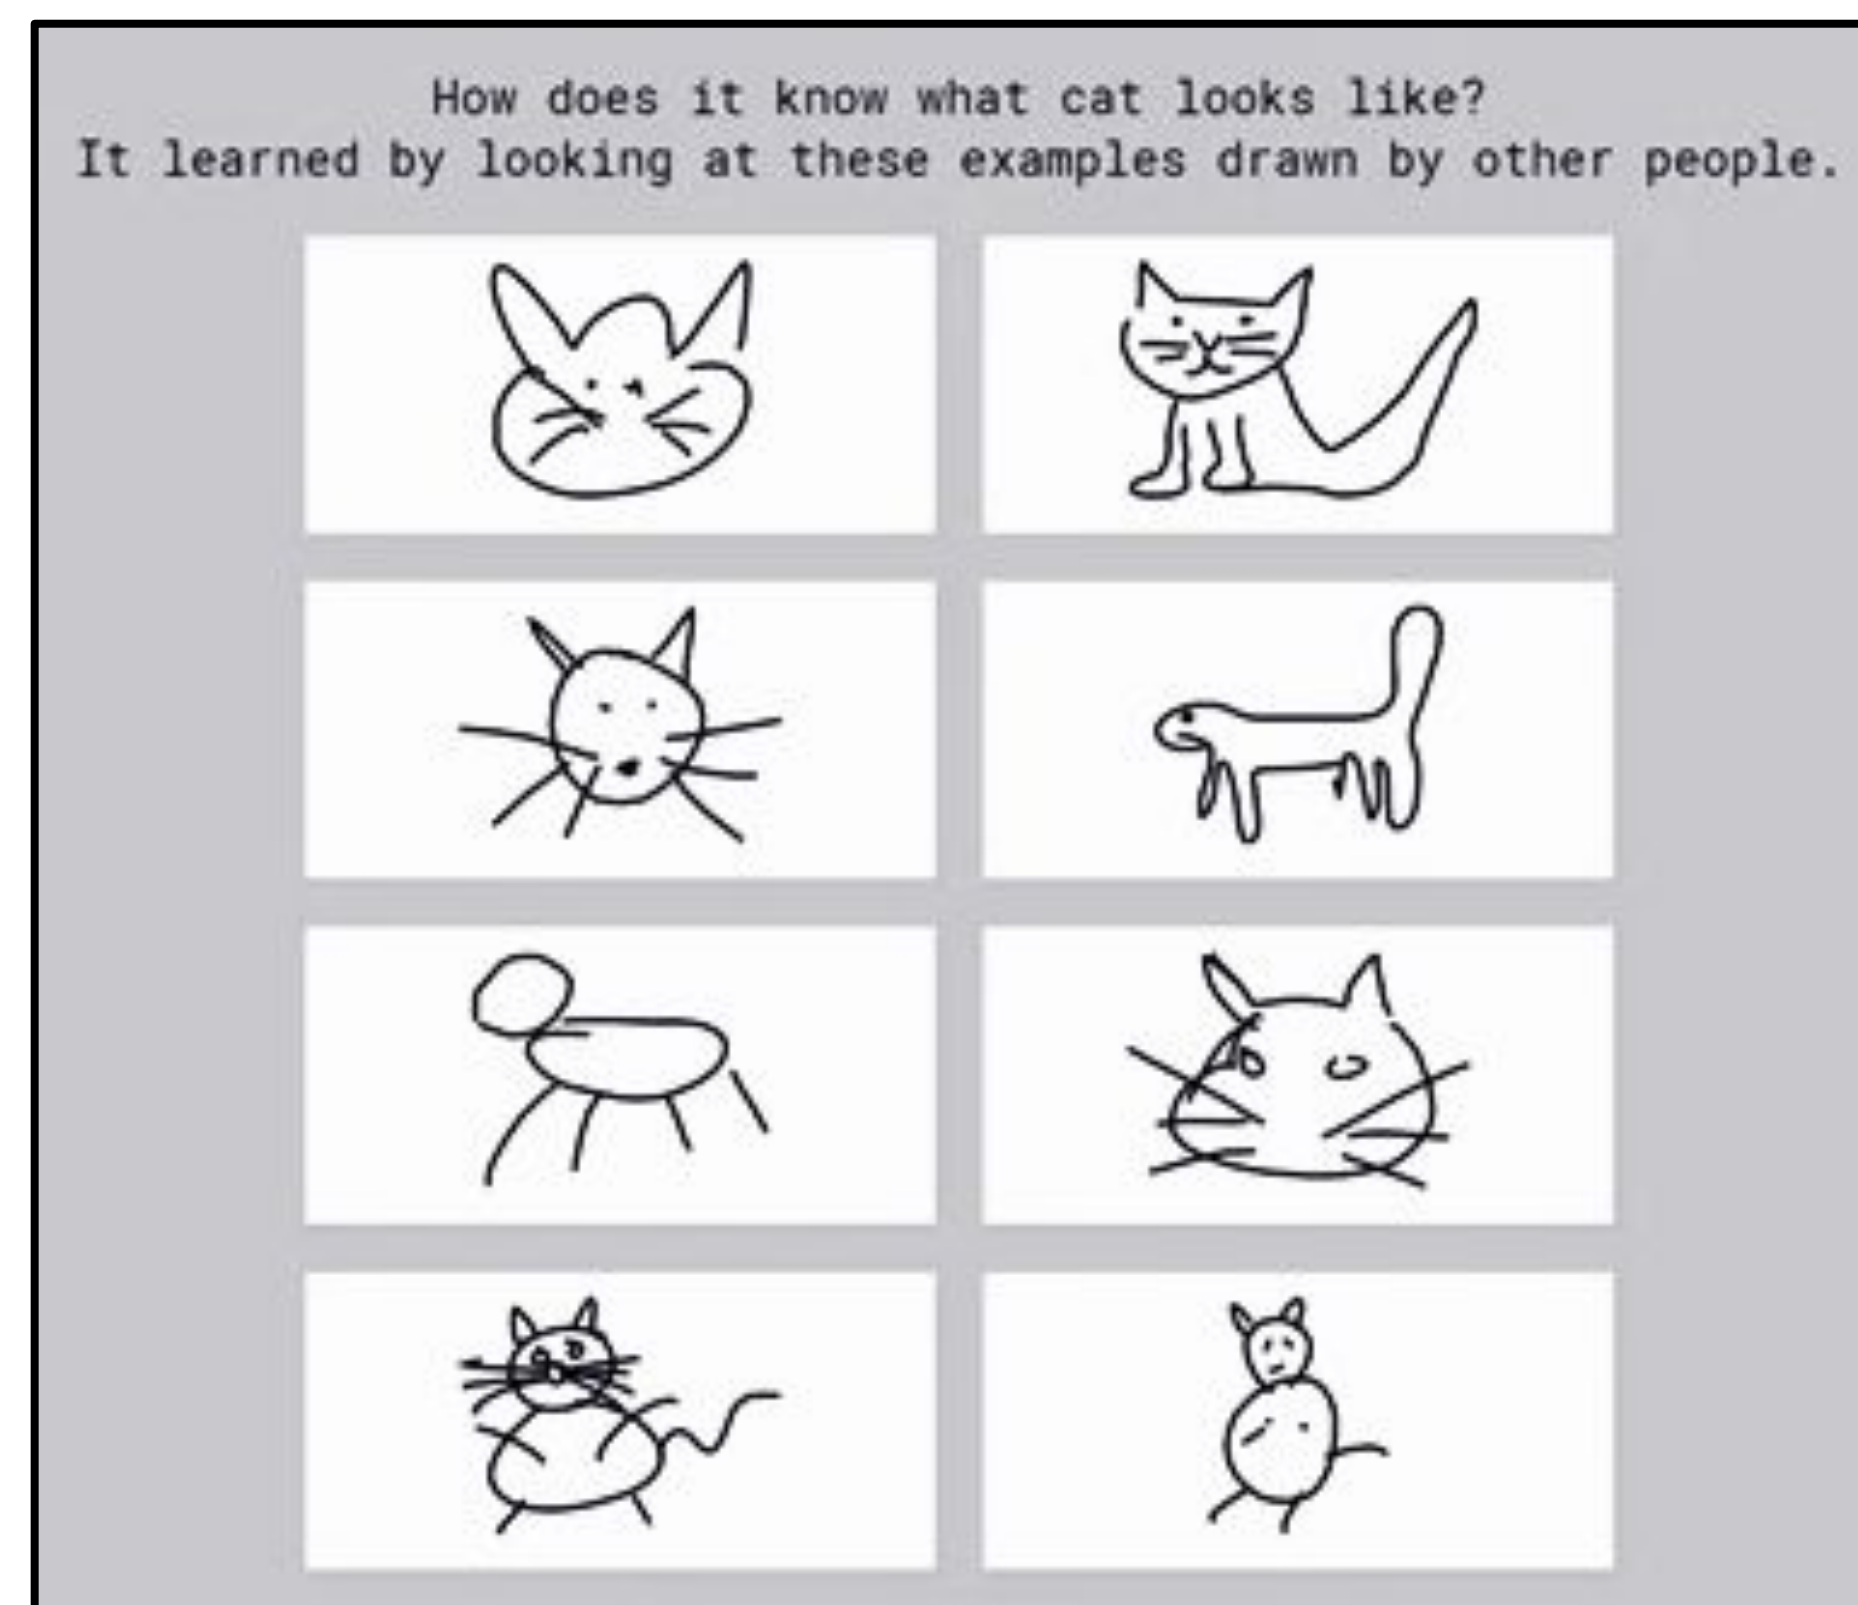 How does it know what cat looks like?
It learned by looking at these examples drawn by other people.